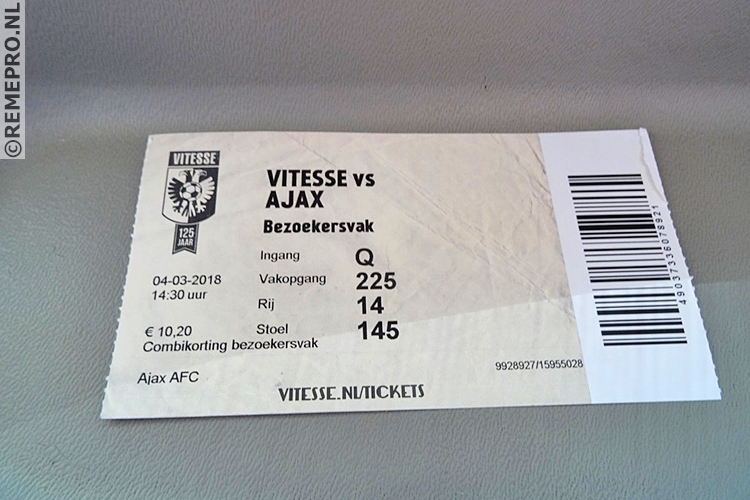 ©REMEPRO.NL
VITESSE
125
JAAR
VITESSE vs
AJAX
Bezoekersvak
Ingang Q
Vakopgang 225
Rij 14
Stoel 145
04-03-2018
14:30 uur
€ 10,20
Combikorting bezoekersvak
Ajax AFC
9928927/15955028
VITESSE.NL/TICKETS
49037336078921